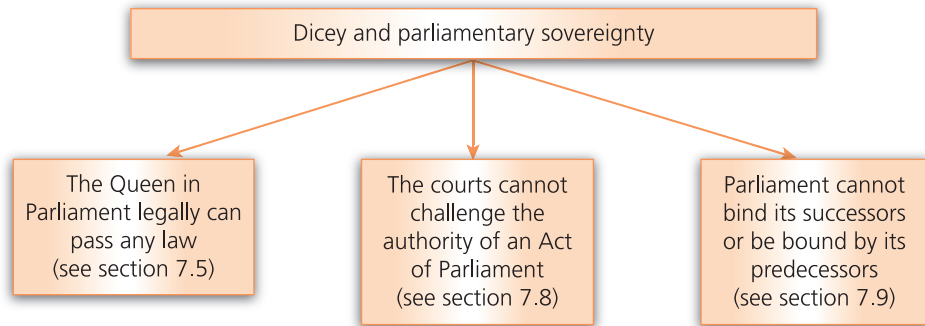 Dicey and parliamentary sovereignty
The Queen in
Parliament legally can
pass any law
(see section 7.5)
The courts cannot
challenge the
authority of an Act
of Parliament
(see section 7.8)
Parliament cannot
bind its successors
or be bound by its
predecessors
(see section 7.9)